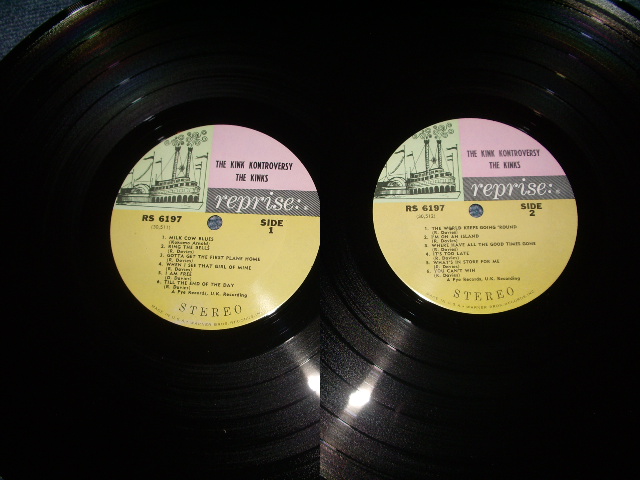 THE KINK KONTROVERSY
THE KINKS
reprise:
RS 6197
(30,511)
SIDE
1
1. MILK COW BLUES
2. RING THE BELLS
(R. Davies)
3. GOTTA GET THE FIRST PLANE HOME
(R. Davies)
4. WHEN I SEE THAT GIRL OF MINE
(R. Davies)
5. I AM FREE
6. TILL THE END OF THE DAY
(R. Davies)
A Pye Records, U.K. Recording
STEREO
THE KINK KONTROVERSY
THE KINKS
reprise:
RS 6197
(30,512)
SIDE
2
1. THE WORLD KEEPS GOING 'ROUND
(R. Davies)
2. I'M ON AN ISLAND
(R. Davies)
3. WHERE HAVE ALL THE GOOD TIMES GONE
(R. Davies)
4. IT'S TOO LATE
(R. Davies)
5. WHAT'S IN STORE FOR ME
(R. Davies)
6. YOU CAN'T WIN
(R. Davies)
A Pye Records, U.K. Recording
STEREO